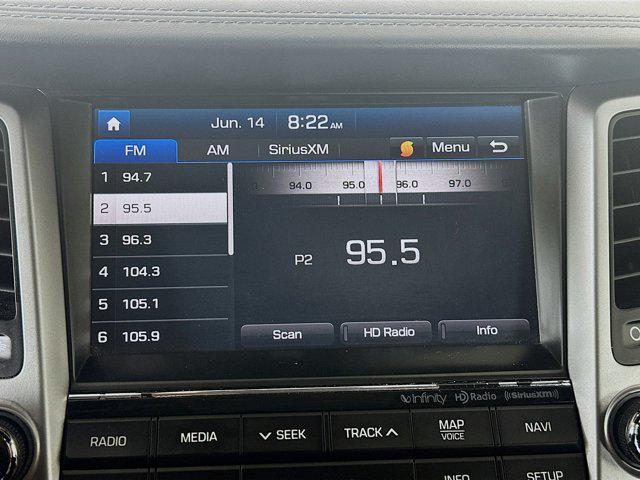 Jun. 14 8:22 AM
FM AM SiriusXM Menu
1 94.7
2 95.5
3 96.3
4 104.3
5 105.1
6 105.9
94.0 95.0 96.0 97.0
P2 95.5
Scan HD Radio Info
Infinity HD Radio ((SiriusXM))
RADIO MEDIA SEEK TRACK MAP VOICE NAVI
INFO SETUP